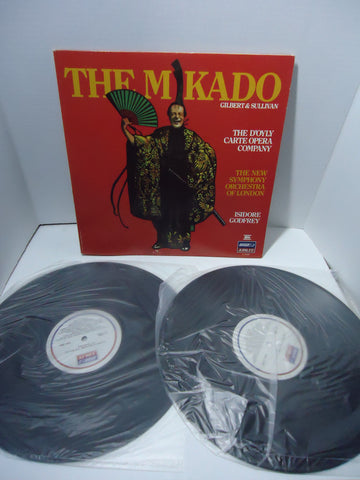 THE MIKADO
GILBERT & SULLIVAN
THE D'OYLY
CARTE OPERA
COMPANY
THE NEW
SYMPHONY
ORCHESTRA
OF LONDON
ISIDORE
GODFREY